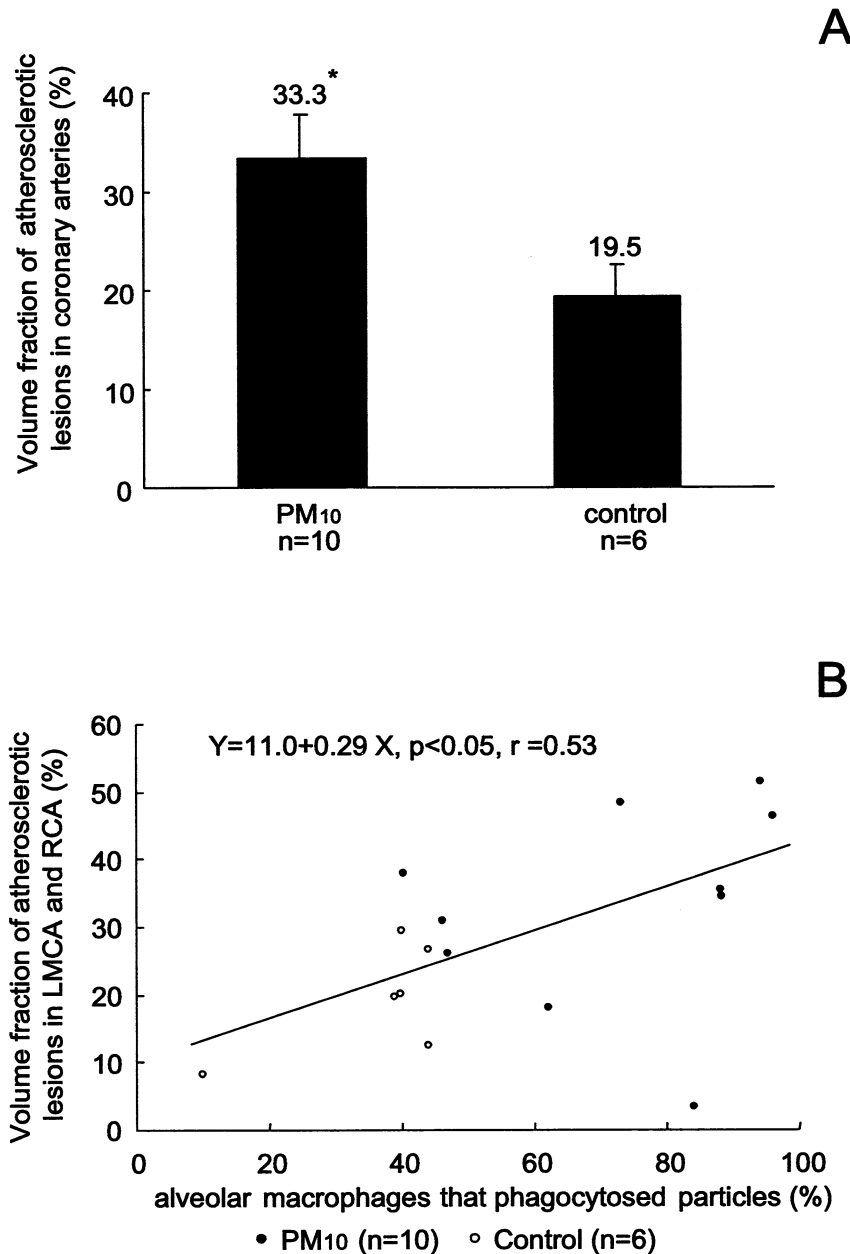 A
Volume fraction of atherosclerotic
lesions in coronary arteries (%)
40
30
20
10
0
33.3*
19.5
PM10
n=10
control
n=6
B
Volume fraction of atherosclerotic
lesions in LMCA and RCA (%)
60
50
40
30
20
10
0
Y=11.0+0.29 X, p<0.05, r =0.53
0 20 40 60 80 100
alveolar macrophages that phagocytosed particles (%)
• PM10 (n=10) ○ Control (n=6)